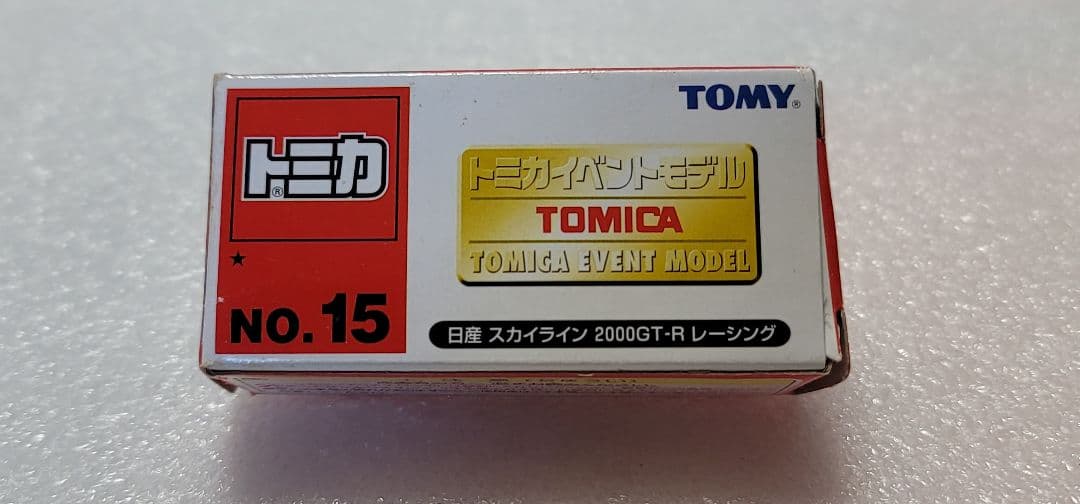 TOMY®
トミカ®
トミカイベントモデル
TOMICA
TOMICA EVENT MODEL
★
NO. 15
日産 スカイライン 2000GT-R レーシング